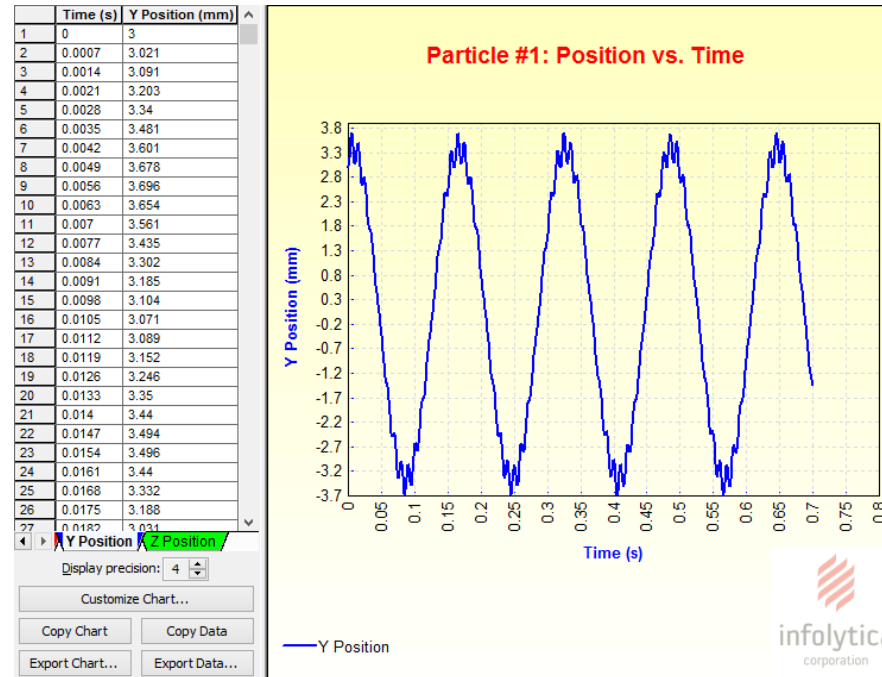 Time (s) Y Position (mm)
1 0 3
2 0.0007 3.021
3 0.0014 3.091
4 0.0021 3.203
5 0.0028 3.34
6 0.0035 3.481
7 0.0042 3.601
8 0.0049 3.678
9 0.0056 3.696
10 0.0063 3.654
11 0.007 3.561
12 0.0077 3.435
13 0.0084 3.302
14 0.0091 3.185
15 0.0098 3.104
16 0.0105 3.071
17 0.0112 3.089
18 0.0119 3.152
19 0.0126 3.246
20 0.0133 3.35
21 0.014 3.44
22 0.0147 3.494
23 0.0154 3.496
24 0.0161 3.44
25 0.0168 3.332
26 0.0175 3.188
27 0.0182 3.031
Y Position Z Position
Display precision: 4
Customize Chart...
Copy Chart Copy Data
Export Chart... Export Data...
Particle #1: Position vs. Time
Y Position (mm)
3.8
3.3
2.8
2.3
1.8
1.3
0.8
0.3
-0.2
-0.7
-1.2
-1.7
-2.2
-2.7
-3.2
-3.7
0 0.05 0.1 0.15 0.2 0.25 0.3 0.35 0.4 0.45 0.5 0.55 0.6 0.65 0.7 0.75 0.8
Time (s)
Y Position
infolytica
corporation